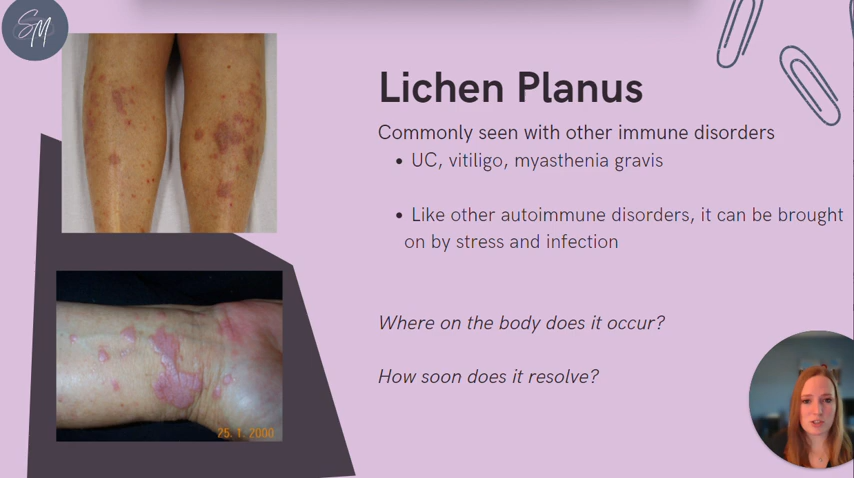 SM
Lichen Planus
Commonly seen with other immune disorders
• UC, vitiligo, myasthenia gravis
• Like other autoimmune disorders, it can be brought
on by stress and infection
Where on the body does it occur?
How soon does it resolve?
25. 1. 2000